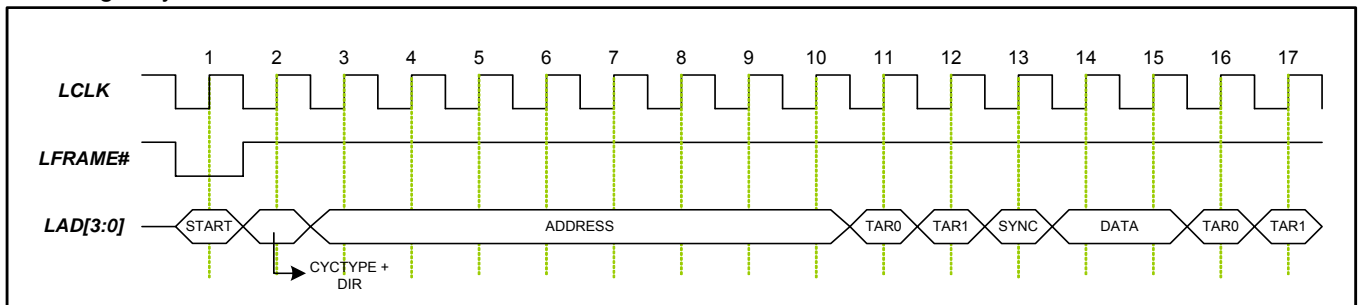 1 2 3 4 5 6 7 8 9 10 11 12 13 14 15 16 17
LCLK
LFRAME#
LAD[3:0] START ADDRESS TAR0 TAR1 SYNC DATA TAR0 TAR1
CYCTYPE +
DIR